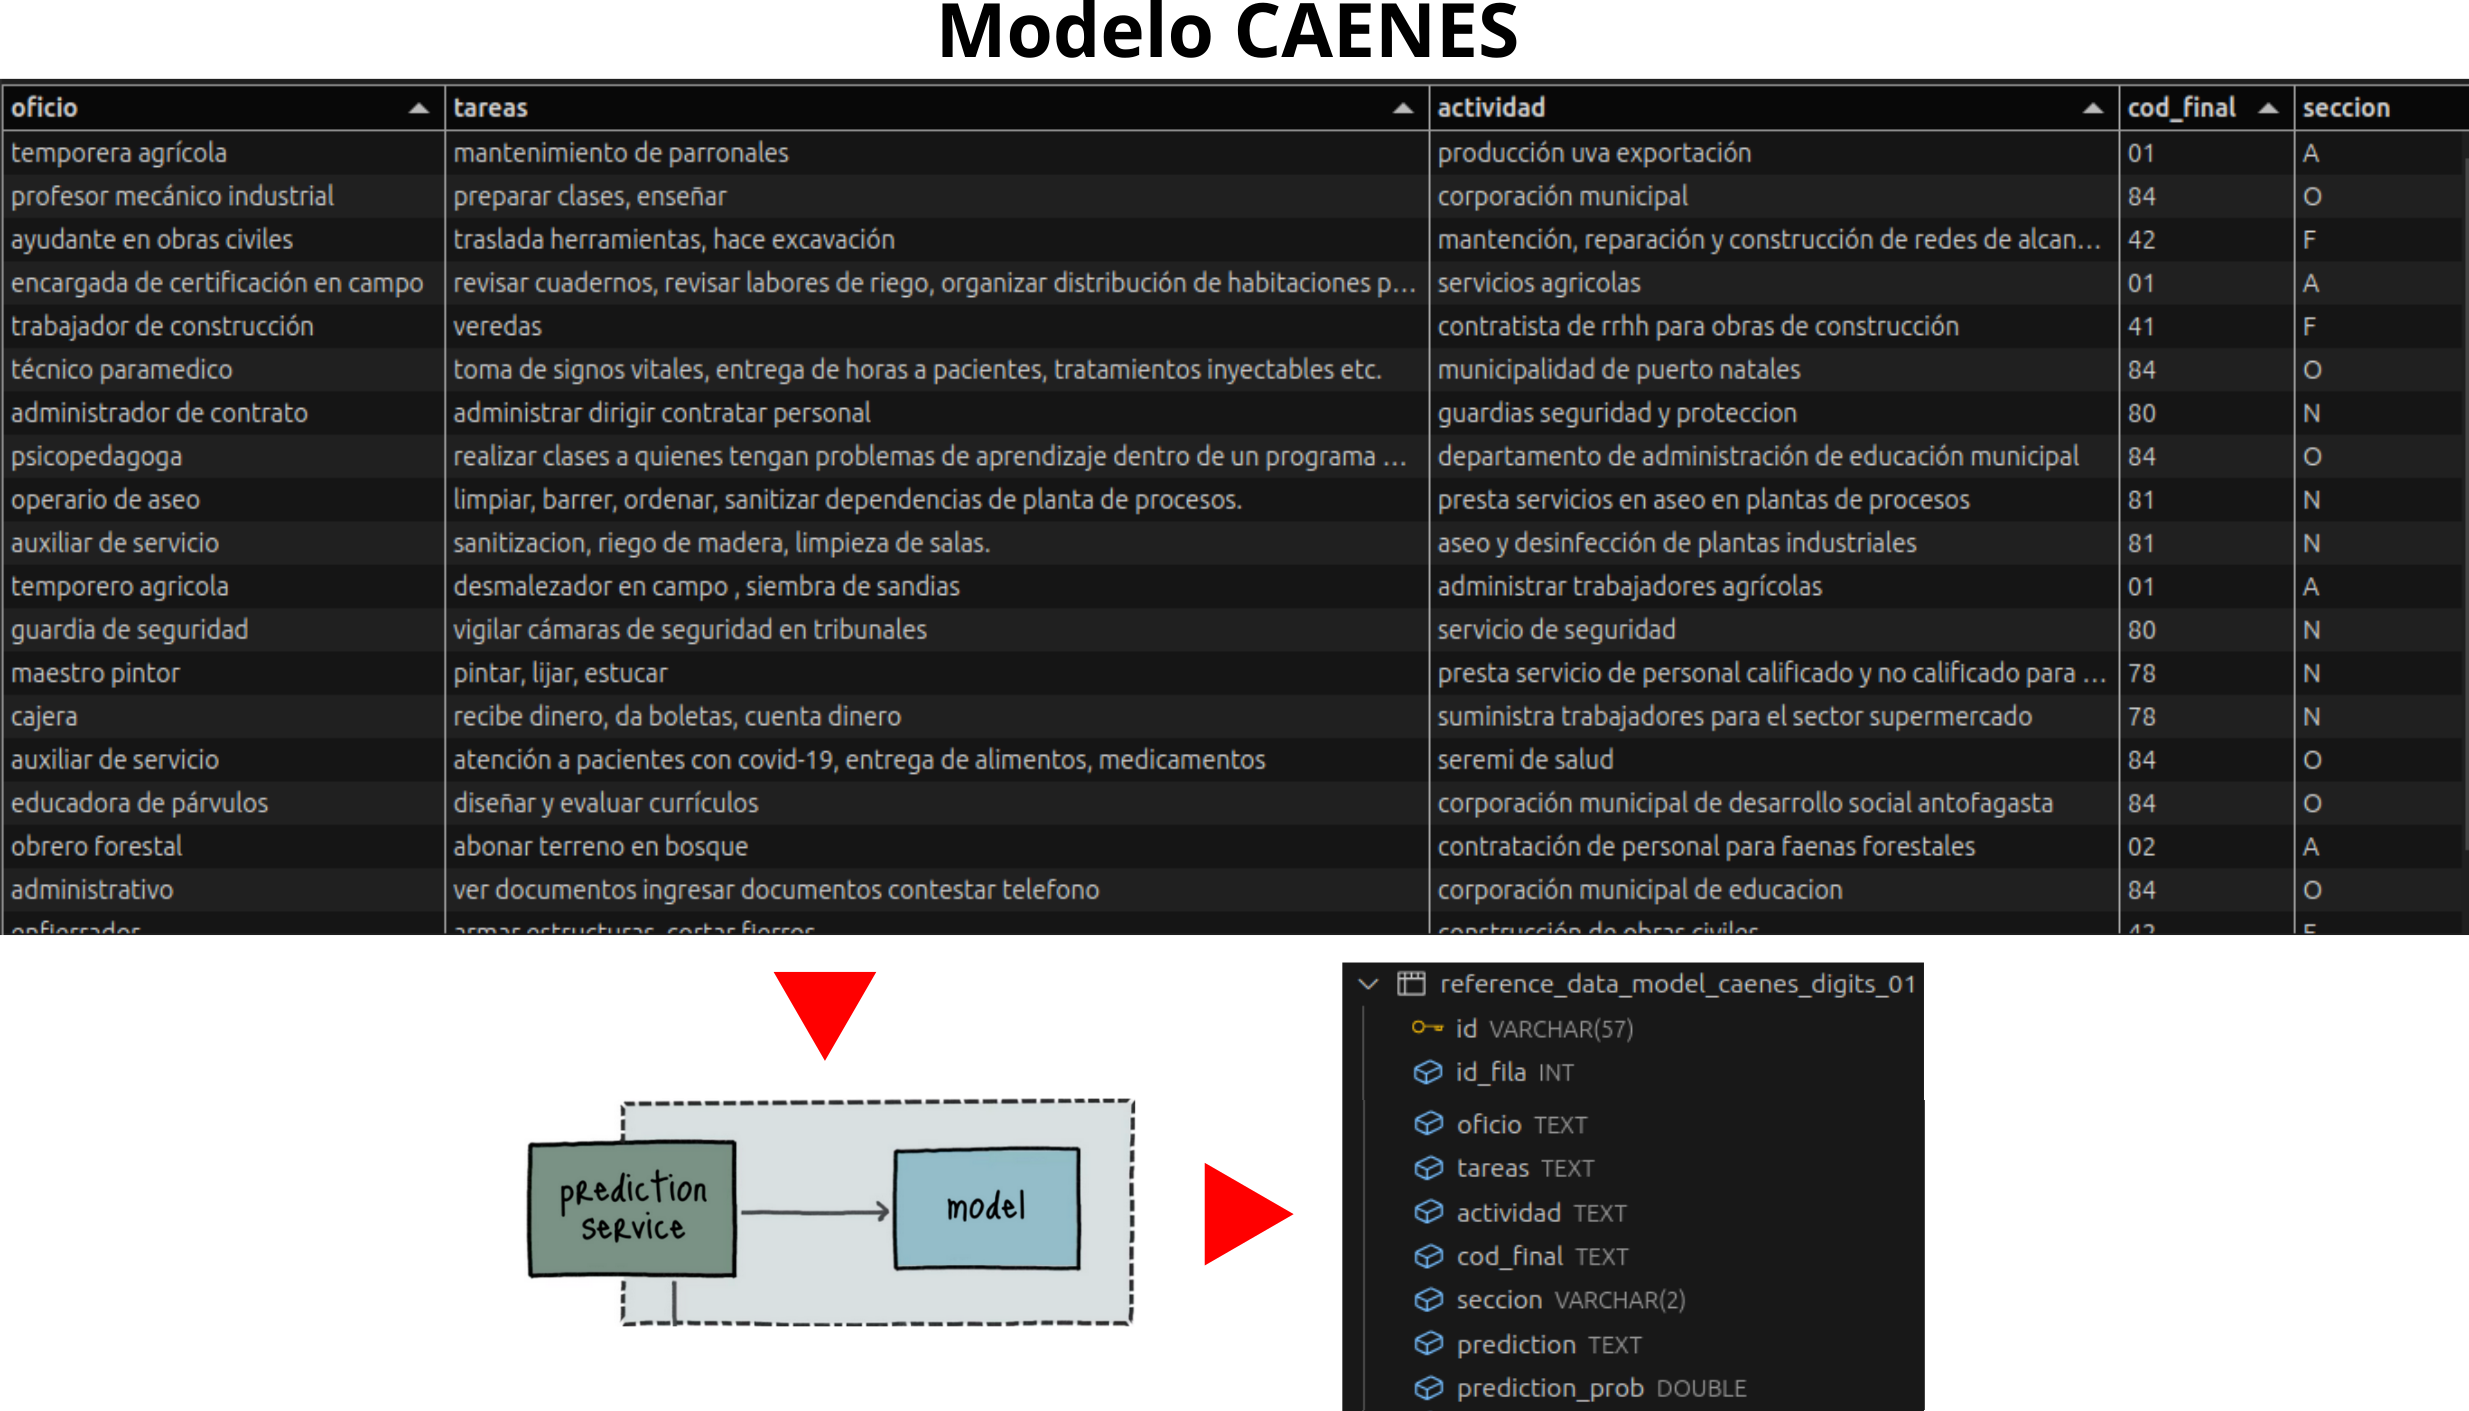 Modelo CAENES
oficio tareas actividad cod_final seccion
temporera agrícola mantenimiento de parronales producción uva exportación 01 A
profesor mecánico industrial preparar clases, enseñar corporación municipal 84 O
ayudante en obras civiles traslada herramientas, hace excavación mantención, reparación y construcción de redes de alcan... 42 F
encargada de certificación en campo revisar cuadernos, revisar labores de riego, organizar distribución de habitaciones p... servicios agricolas 01 A
trabajador de construcción veredas contratista de rrhh para obras de construcción 41 F
técnico paramedico toma de signos vitales, entrega de horas a pacientes, tratamientos inyectables etc. municipalidad de puerto natales 84 O
administrador de contrato administrar dirigir contratar personal guardias seguridad y proteccion 80 N
psicopedagoga realizar clases a quienes tengan problemas de aprendizaje dentro de un programa ... departamento de administración de educación municipal 84 O
operario de aseo limpiar, barrer, ordenar, sanitizar dependencias de planta de procesos. presta servicios en aseo en plantas de procesos 81 N
auxiliar de servicio sanitizacion, riego de madera, limpieza de salas. aseo y desinfección de plantas industriales 81 N
temporero agricola desmalezador en campo , siembra de sandias administrar trabajadores agrícolas 01 A
guardia de seguridad vigilar cámaras de seguridad en tribunales servicio de seguridad 80 N
maestro pintor pintar, lijar, estucar presta servicio de personal calificado y no calificado para ... 78 N
cajera recibe dinero, da boletas, cuenta dinero suministra trabajadores para el sector supermercado 78 N
auxiliar de servicio atención a pacientes con covid-19, entrega de alimentos, medicamentos seremi de salud 84 O
educadora de párvulos diseñar y evaluar currículos corporación municipal de desarrollo social antofagasta 84 O
obrero forestal abonar terreno en bosque contratación de personal para faenas forestales 02 A
administrativo ver documentos ingresar documentos contestar telefono corporación municipal de educacion 84 O
enfierrador armar estructuras, cortar fierros construcción de obras civiles 42 F
prediction
service
model
reference_data_model_caenes_digits_01
id VARCHAR(57)
id_fila INT
oficio TEXT
tareas TEXT
actividad TEXT
cod_final TEXT
seccion VARCHAR(2)
prediction TEXT
prediction_prob DOUBLE